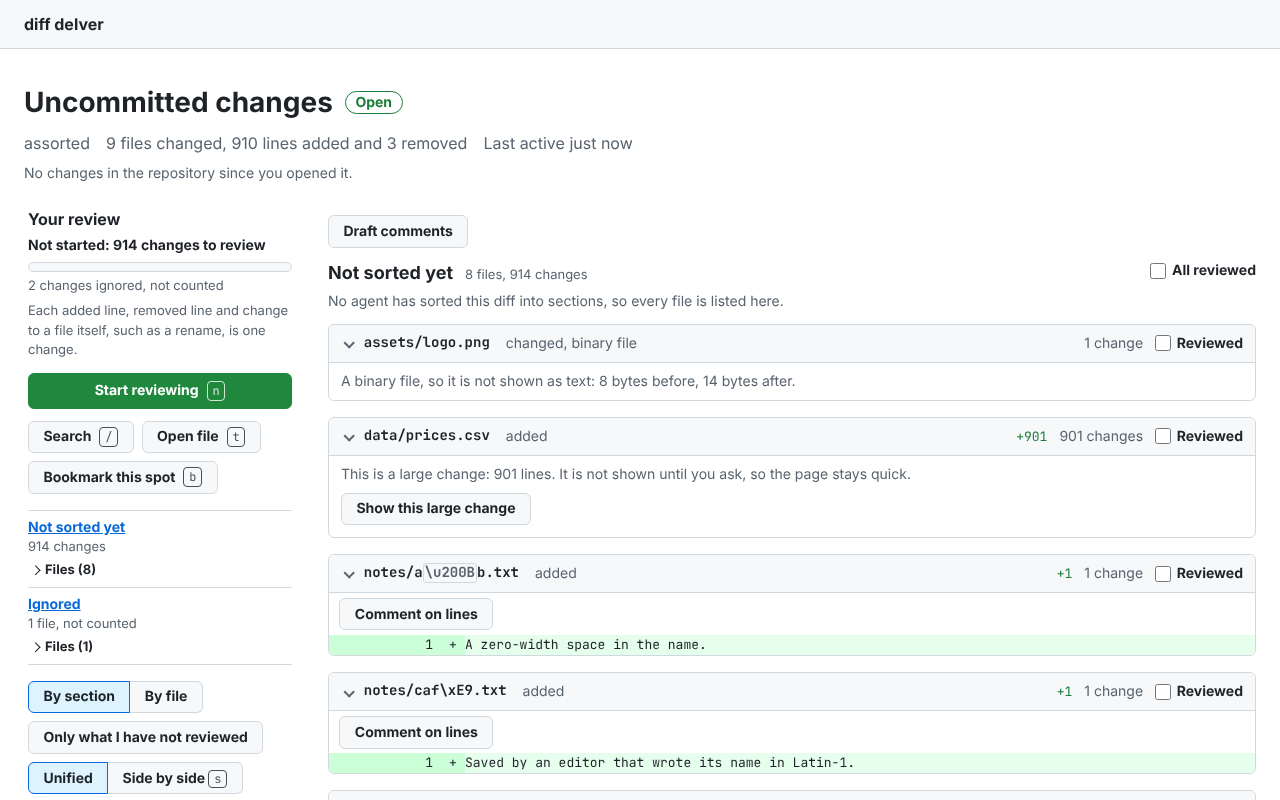 diff delver
Uncommitted changes Open
assorted 9 files changed, 910 lines added and 3 removed Last active just now
No changes in the repository since you opened it.
Your review
Not started: 914 changes to review
2 changes ignored, not counted
Each added line, removed line and change
to a file itself, such as a rename, is one
change.
Start reviewing n
Search / Open file t
Bookmark this spot b
Not sorted yet
914 changes
Files (8)
Ignored
1 file, not counted
Files (1)
By section By file
Only what I have not reviewed
Unified Side by side s
Draft comments
Not sorted yet 8 files, 914 changes All reviewed
No agent has sorted this diff into sections, so every file is listed here.
assets/logo.png changed, binary file 1 change Reviewed
A binary file, so it is not shown as text: 8 bytes before, 14 bytes after.
data/prices.csv added +901 901 changes Reviewed
This is a large change: 901 lines. It is not shown until you ask, so the page stays quick.
Show this large change
notes/a\u200Bb.txt added +1 1 change Reviewed
Comment on lines
1 + A zero-width space in the name.
notes/caf\xE9.txt added +1 1 change Reviewed
Comment on lines
1 + Saved by an editor that wrote its name in Latin-1.